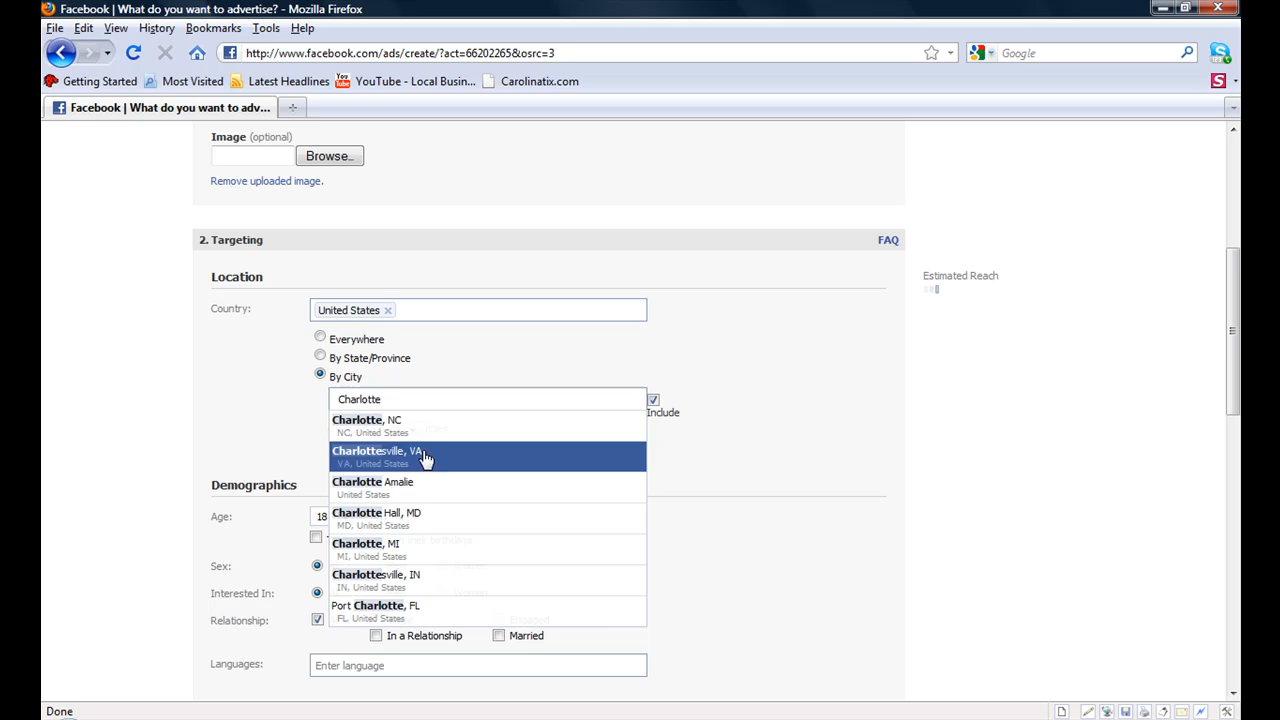 Facebook | What do you want to advertise? - Mozilla Firefox
File Edit View History Bookmarks Tools Help
http://www.facebook.com/ads/create/?act=66202265&osrc=3
Google
Getting Started Most Visited Latest Headlines YouTube - Local Busin... Carolinatix.com
Facebook | What do you want to adv...
Image (optional)
Browse...
Remove uploaded image.
2. Targeting FAQ
Location
Estimated Reach
Country: United States
Everywhere
By State/Province
By City
Charlotte
Include
Charlotte, NC
NC, United States
Charlottesville, VA
VA, United States
Charlotte Amalie
United States
Charlotte Hall, MD
MD, United States
Charlotte, MI
MI, United States
Charlottesville, IN
IN, United States
Port Charlotte, FL
FL, United States
Demographics
Age: 18
Sex:
Interested In:
Relationship:
Engaged
In a Relationship Married
Languages: Enter language
Done